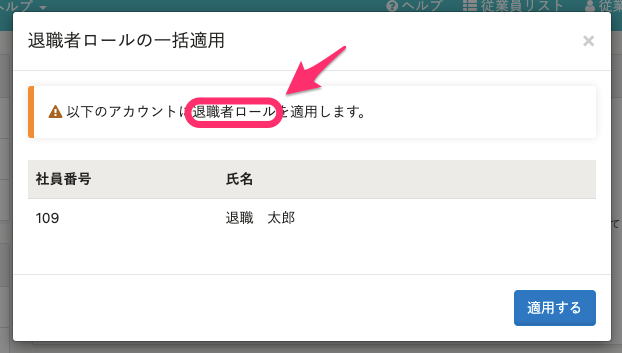 ヘルプ
ヘルプ 従業員リスト 従業
退職者ロールの一括適用 ×
以下のアカウントに退職者ロールを適用します。
社員番号 氏名
109 退職　太郎
て
適用する